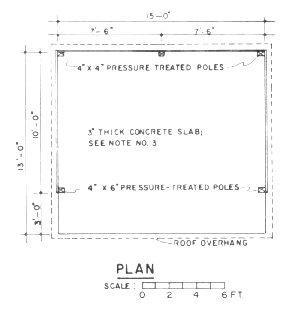 15'-0"
7'-6" 7'-6"
4" X 4" PRESSURE TREATED POLES
3" THICK CONCRETE SLAB;
SEE NOTE NO. 3
13'-0"
10'-0"
4" X 6" PRESSURE-TREATED POLES
3'-0"
ROOF OVERHANG
PLAN
SCALE:
0 2 4 6 FT.